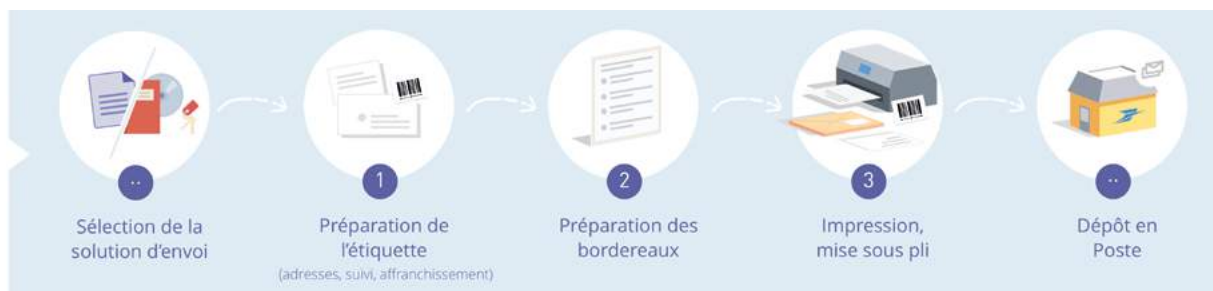 ..
Sélection de la
solution d'envoi
1
Préparation de
l'étiquette
(adresses, suivi, affranchissement)
2
Préparation des
bordereaux
3
Impression,
mise sous pli
..
Dépôt en
Poste